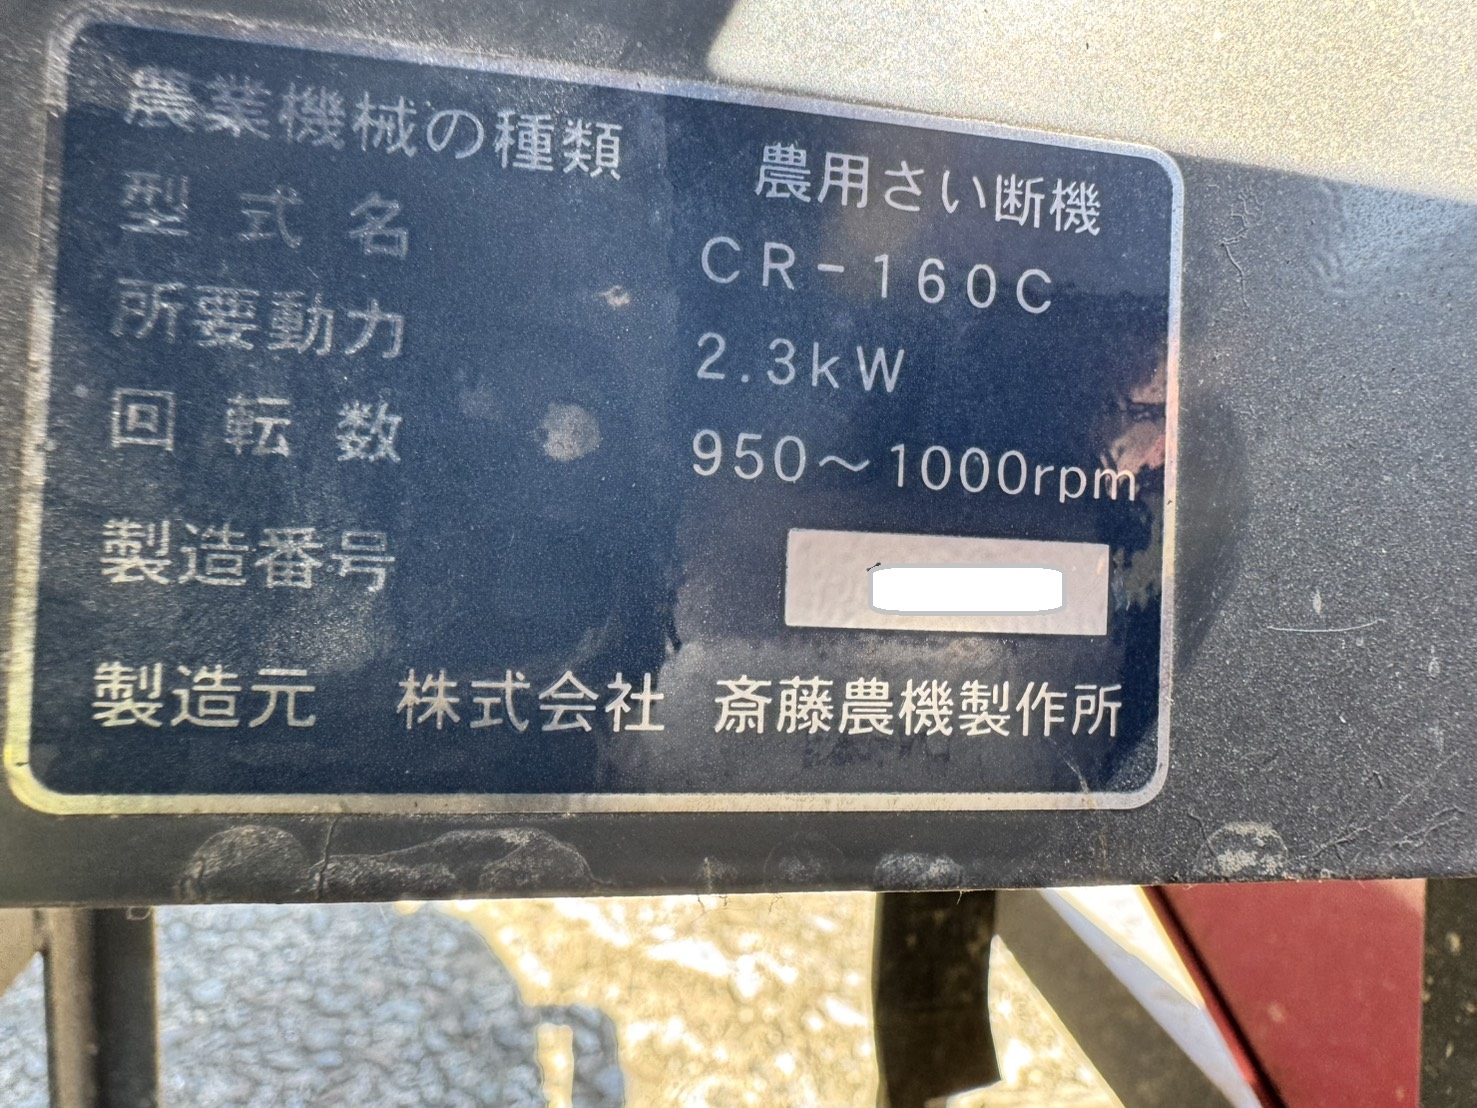 農業機械の種類 農用さい断機
型式名 CR-160C
所要動力 2.3kW
回転数 950～1000rpm
製造番号
製造元 株式会社 斎藤農機製作所